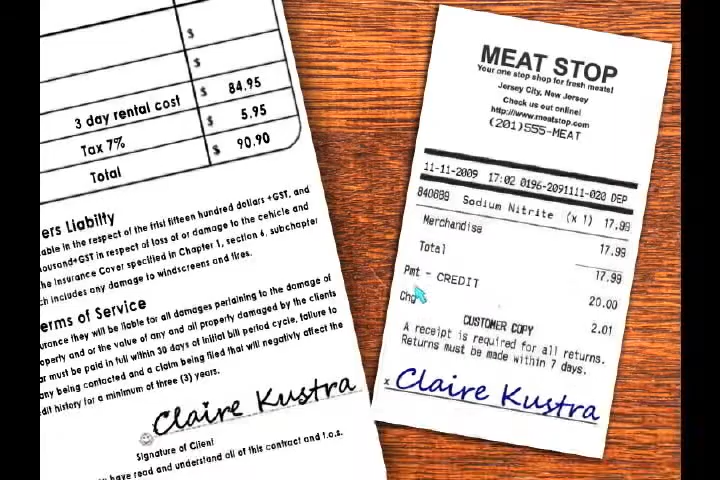 $
$
3 day rental cost $ 84.95
Tax 7% $ 5.95
Total $ 90.90
ers Liabilty
able in the respect of the first fifteen hundred dollars +GST, and
ousand+GST in respect of loss of or damage to the cehicle and
he Insurance Cover specified in Chapter 1, section 6, subchapter
ch includes any damage to windscreens and fires.
erms of Service
urance they will be liable for all damages pertaining to the damage of
operty and or the value of any and all property damaged by the clients
or must be paid in full within 30 days of initial bill period cycle, failure to
any being contacted and a claim being filed that will negativly affect the
dit history for a minimum of three (3) years.
Claire Kustra
Signature of Client
have read and understand all of this contract and t.o.s.
MEAT STOP
Your one stop shop for fresh meats!
Jersey City, New Jersey
Check us out online!
http://www.meatstop.com
(201)555-MEAT
11-11-2009 17:02 0196-2091111-020 DEP
840689 Sodium Nitrite (x 1) 17.99
Merchandise 17.99
Total 17.99
Pmt - CREDIT 20.00
Chg 2.01
CUSTOMER COPY
A receipt is required for all returns.
Returns must be made within 7 days.
x Claire Kustra